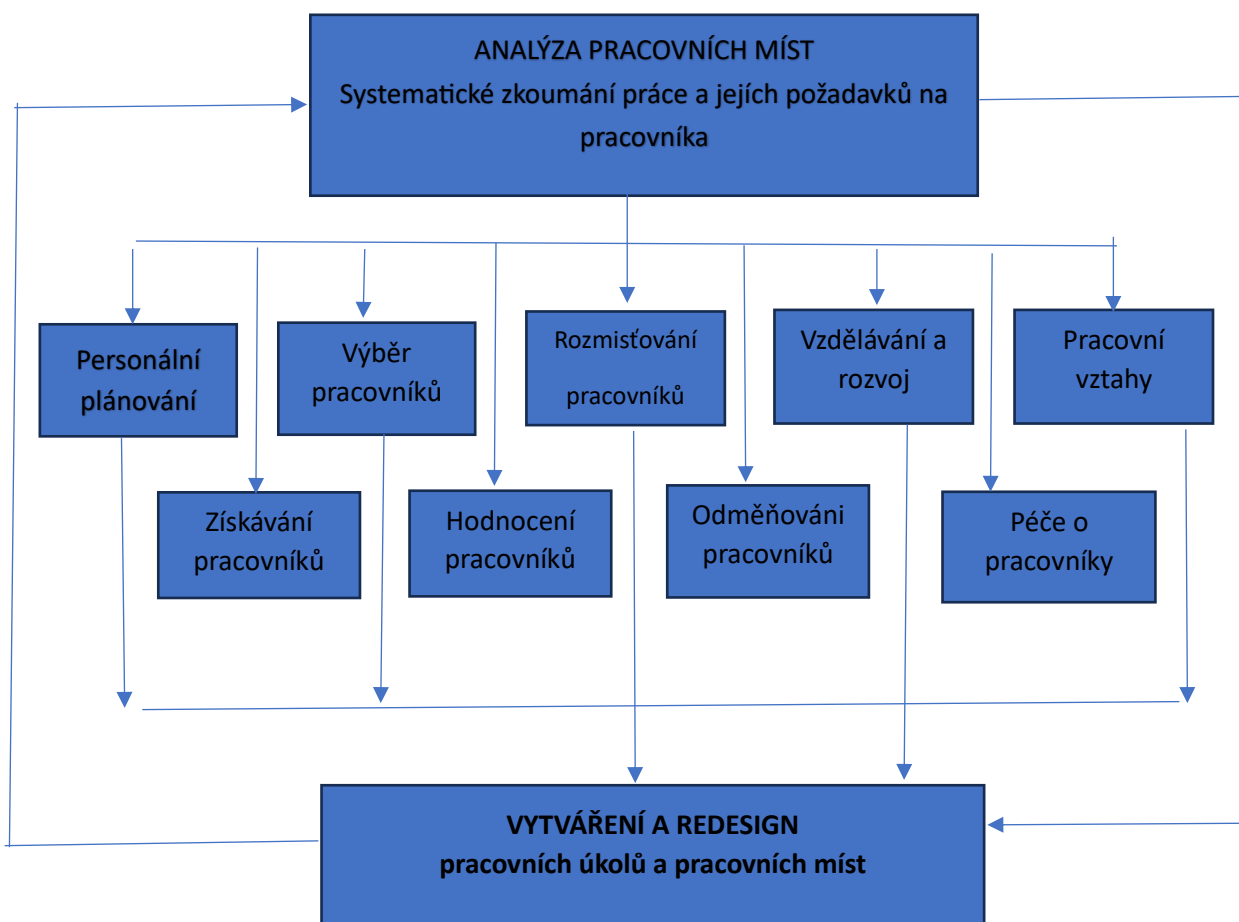 ANALÝZA PRACOVNÍCH MÍST
Systematické zkoumání práce a jejích požadavků na
pracovníka
Personální
plánování
Výběr
pracovníků
Rozmisťování
pracovníků
Vzdělávání a
rozvoj
Pracovní
vztahy
Získávání
pracovníků
Hodnocení
pracovníků
Odměňováni
pracovníků
Péče o
pracovníky
VYTVÁŘENÍ A REDESIGN
pracovních úkolů a pracovních míst